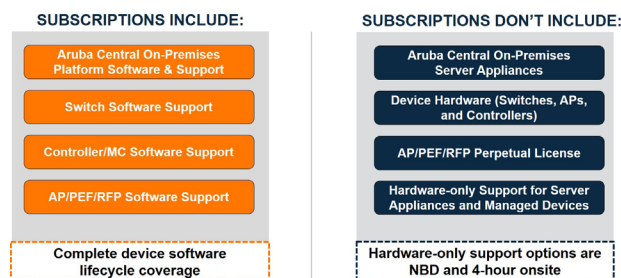 SUBSCRIPTIONS INCLUDE:
Aruba Central On-Premises
Platform Software & Support
Switch Software Support
Controller/MC Software Support
AP/PEF/RFP Software Support
Complete device software
lifecycle coverage
SUBSCRIPTIONS DON'T INCLUDE:
Aruba Central On-Premises
Server Appliances
Device Hardware (Switches, APs,
and Controllers)
AP/PEF/RFP Perpetual License
Hardware-only Support for Server
Appliances and Managed Devices
Hardware-only support options are
NBD and 4-hour onsite